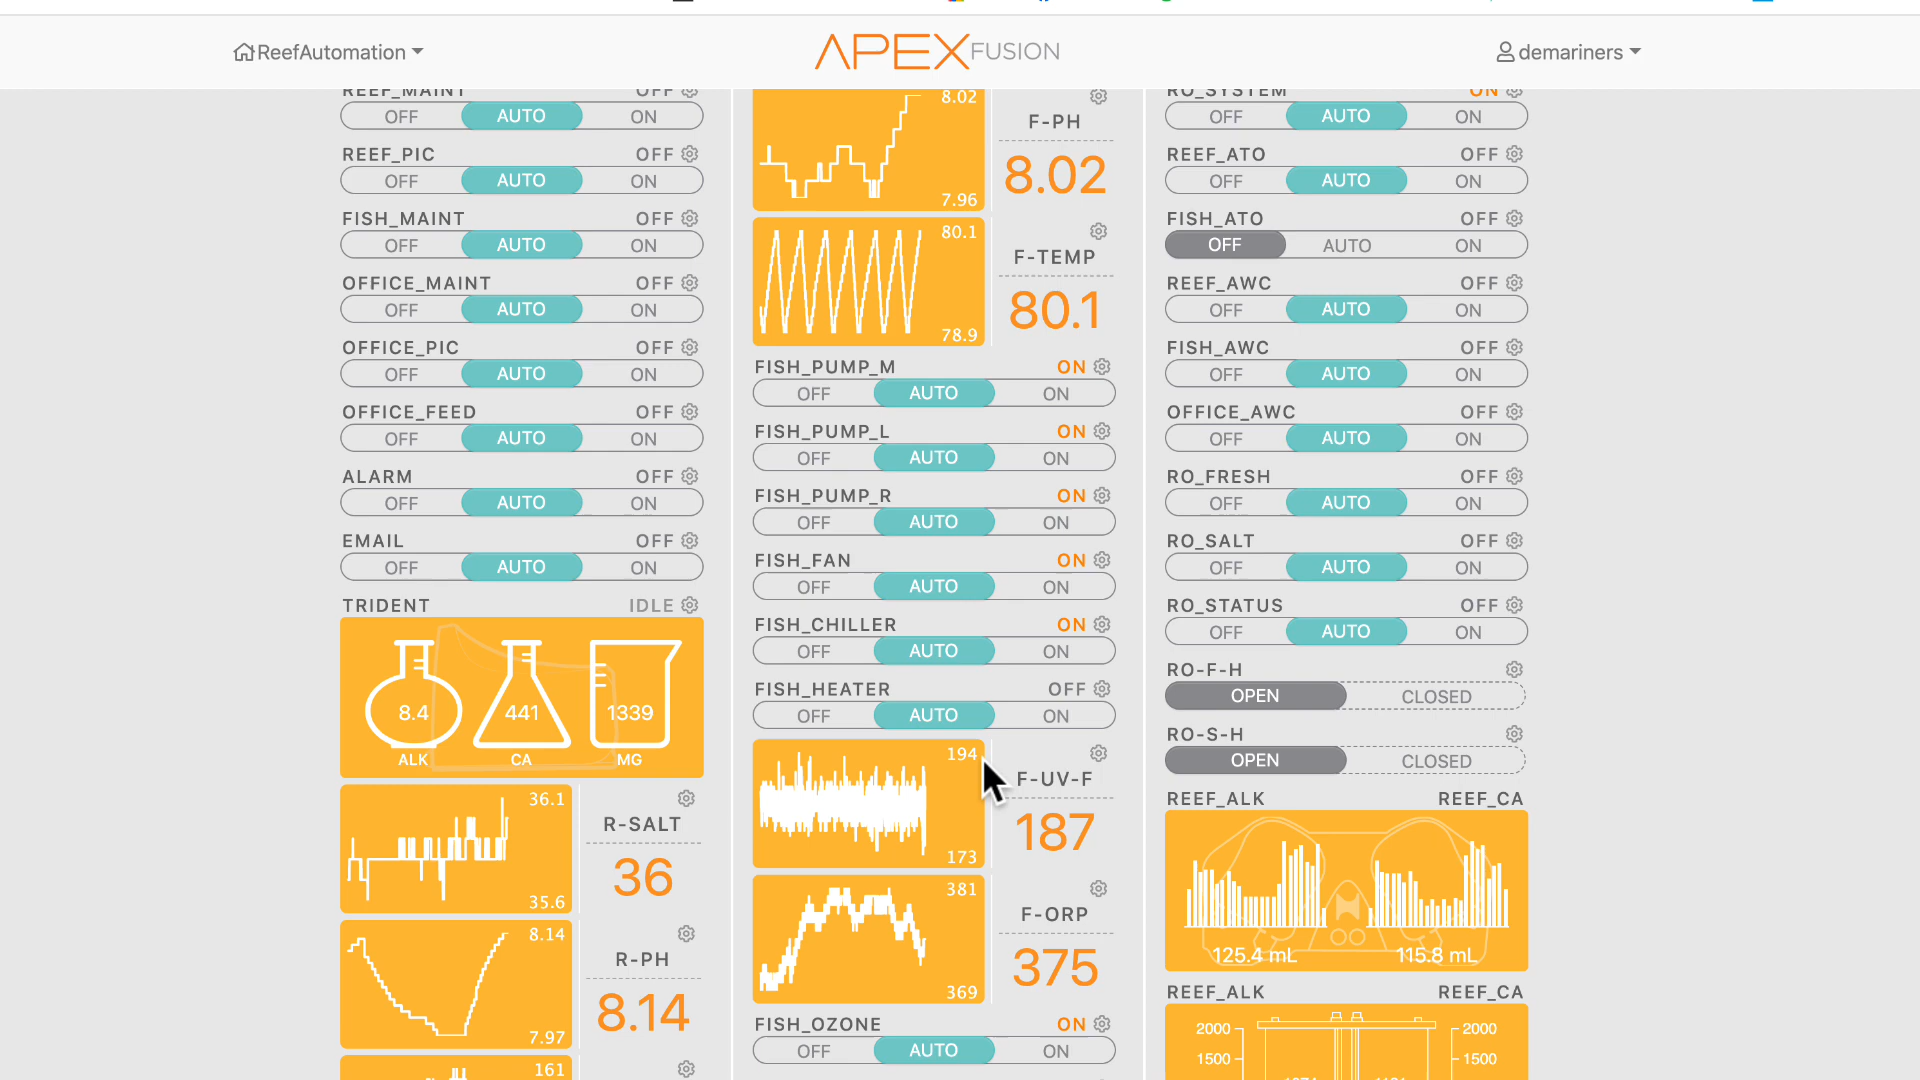 ReefAutomation
APEX FUSION
demariners
REEF_MAINT OFF
OFF AUTO ON
REEF_PIC OFF
OFF AUTO ON
FISH_MAINT OFF
OFF AUTO ON
OFFICE_MAINT OFF
OFF AUTO ON
OFFICE_PIC OFF
OFF AUTO ON
OFFICE_FEED OFF
OFF AUTO ON
ALARM OFF
OFF AUTO ON
EMAIL OFF
OFF AUTO ON
TRIDENT IDLE
8.4 441 1339
ALK CA MG
36.1
R-SALT
36
35.6
8.14
R-PH
8.14
7.97
161
8.02
F-PH
8.02
7.96
80.1
F-TEMP
80.1
78.9
FISH_PUMP_M ON
OFF AUTO ON
FISH_PUMP_L ON
OFF AUTO ON
FISH_PUMP_R ON
OFF AUTO ON
FISH_FAN ON
OFF AUTO ON
FISH_CHILLER ON
OFF AUTO ON
FISH_HEATER OFF
OFF AUTO ON
194
F-UV-F
187
173
381
F-ORP
375
369
FISH_OZONE ON
OFF AUTO ON
RO_SYSTEM ON
OFF AUTO ON
REEF_ATO OFF
OFF AUTO ON
FISH_ATO OFF
OFF AUTO ON
REEF_AWC OFF
OFF AUTO ON
FISH_AWC OFF
OFF AUTO ON
OFFICE_AWC OFF
OFF AUTO ON
RO_FRESH OFF
OFF AUTO ON
RO_SALT OFF
OFF AUTO ON
RO_STATUS OFF
OFF AUTO ON
RO-F-H
OPEN CLOSED
RO-S-H
OPEN CLOSED
REEF_ALK REEF_CA
125.4 mL 115.8 mL
REEF_ALK REEF_CA
2000 2000
1500 1500